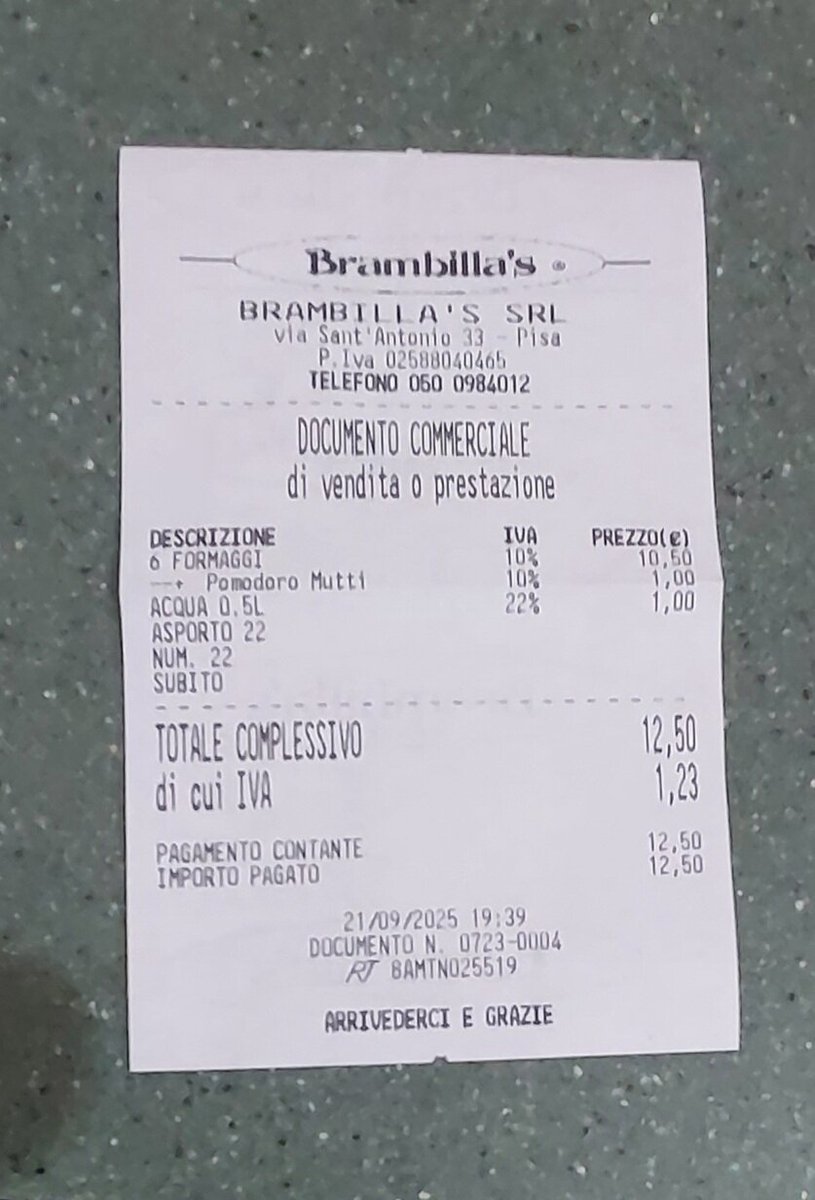 Brambilla's ®
BRAMBILLA'S SRL
via Sant'Antonio 33 - Pisa
P.Iva 02588040465
TELEFONO 050 0984012
DOCUMENTO COMMERCIALE
di vendita o prestazione
DESCRIZIONE IVA PREZZO(€)
6 FORMAGGI 10% 10,50
--+ Pomodoro Mutti 10% 1,00
ACQUA 0.5L 22% 1,00
ASPORTO 22
NUM. 22
SUBITO
TOTALE COMPLESSIVO 12,50
di cui IVA 1,23
PAGAMENTO CONTANTE 12,50
IMPORTO PAGATO 12,50
21/09/2025 19:39
DOCUMENTO N. 0723-0004
RT 8AMTN025519
ARRIVEDERCI E GRAZIE